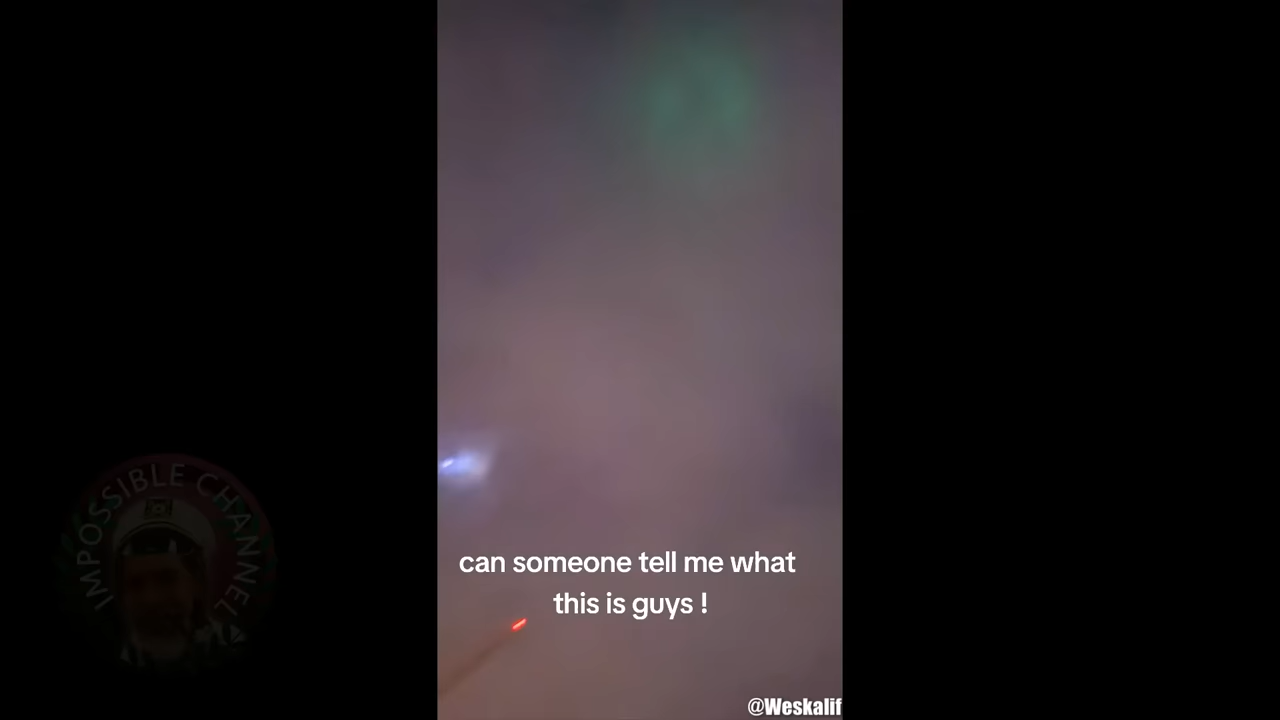 IMPOSSIBLE CHANNEL
can someone tell me what
this is guys !
@Weskalif